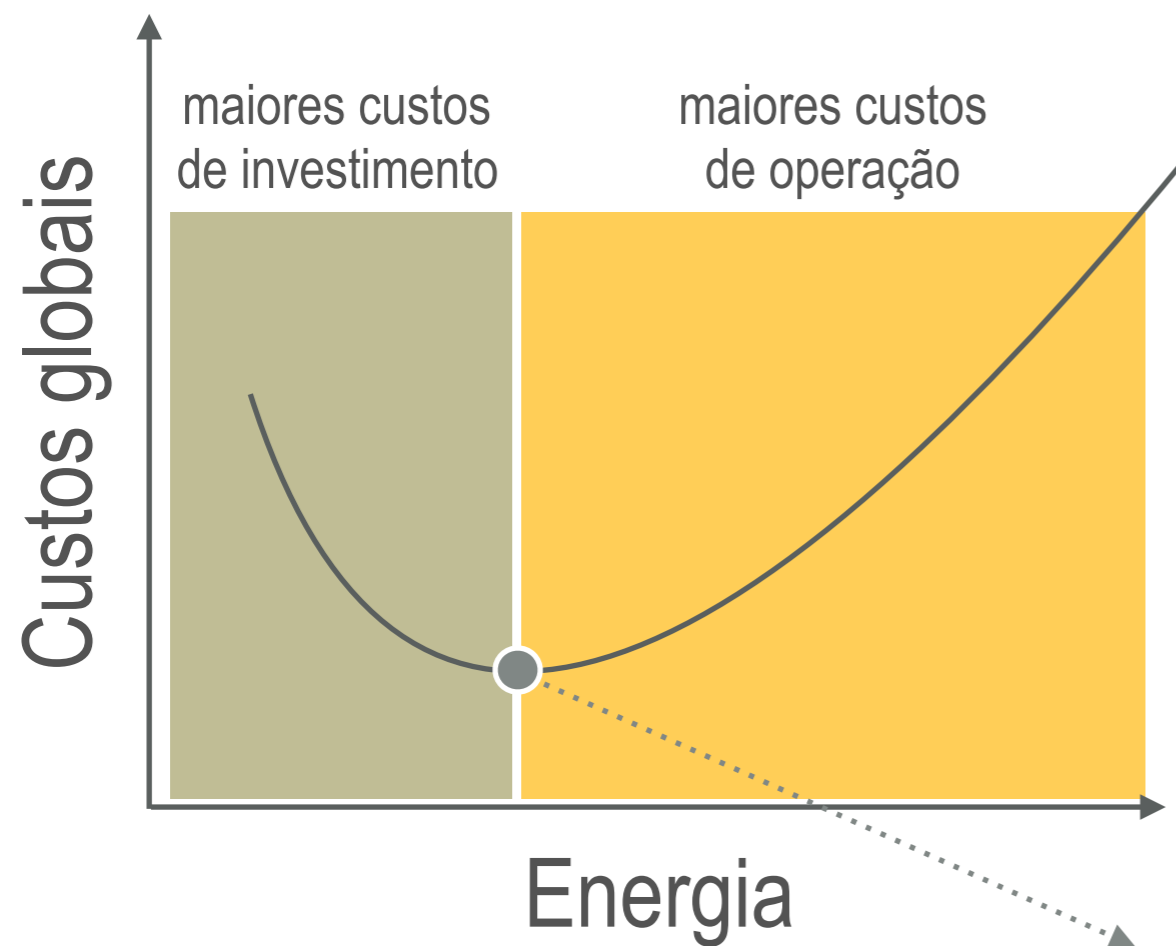 maiores custos
de investimento
maiores custos
de operação
Custos globais
Energia